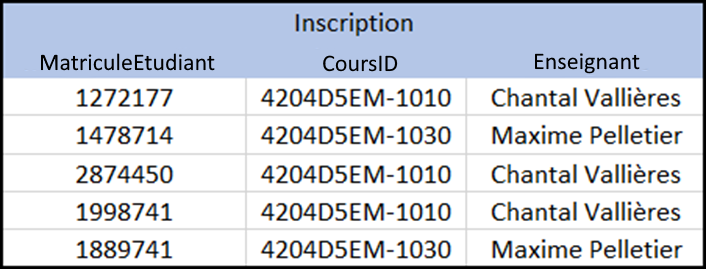 Inscription
MatriculeEtudiant CoursID Enseignant
1272177 4204D5EM-1010 Chantal Vallières
1478714 4204D5EM-1030 Maxime Pelletier
2874450 4204D5EM-1010 Chantal Vallières
1998741 4204D5EM-1010 Chantal Vallières
1889741 4204D5EM-1030 Maxime Pelletier